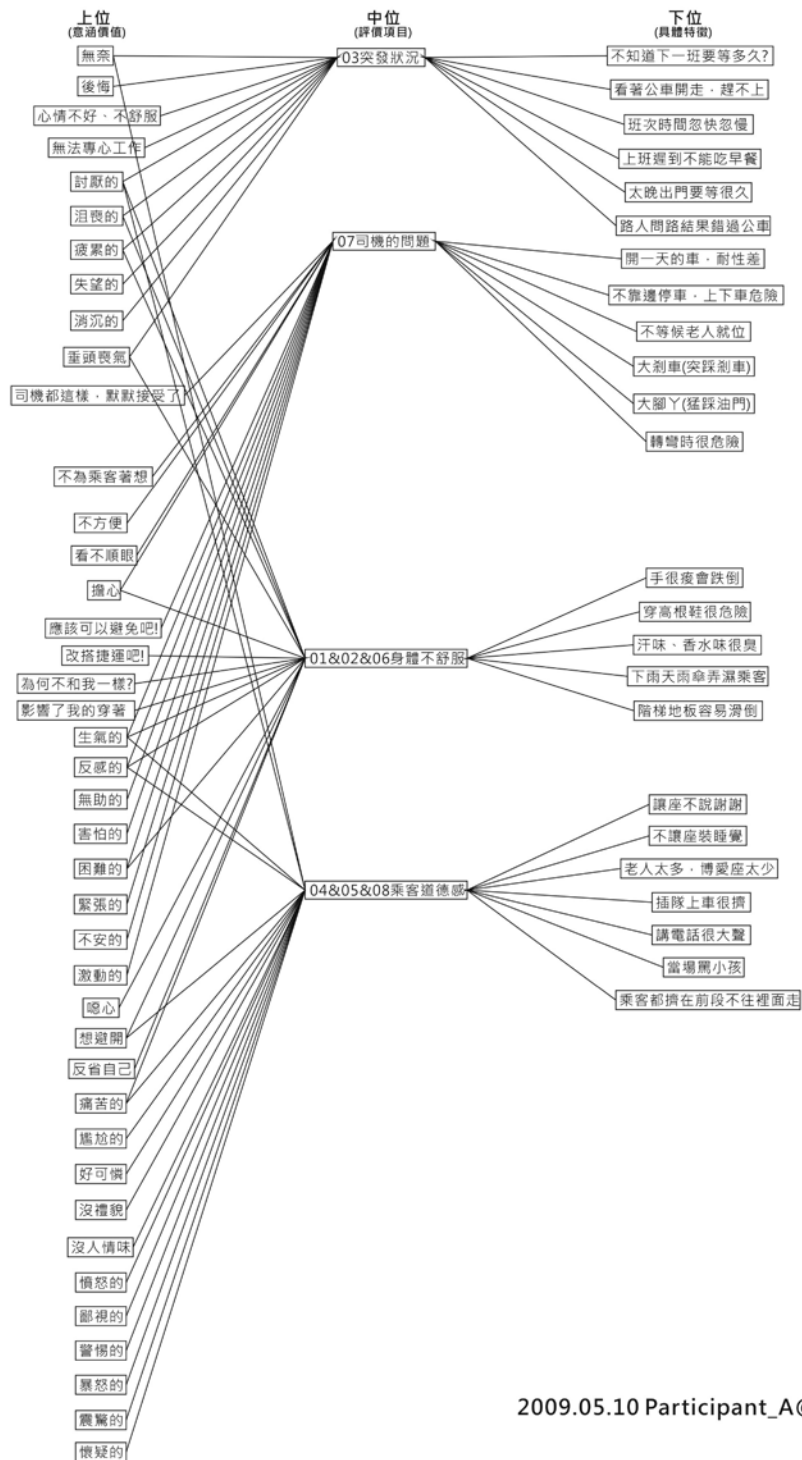 上位
(意涵價值)
無奈
後悔
心情不好、不舒服
無法專心工作
討厭的
沮喪的
疲累的
失望的
消沉的
垂頭喪氣
司機都這樣，默默接受了
不為乘客著想
不方便
看不順眼
擔心
應該可以避免吧!
改搭捷運吧!
為何不和我一樣?
影響了我的穿著
生氣的
反感的
無助的
害怕的
困難的
緊張的
不安的
激動的
噁心
想避開
反省自己
痛苦的
尷尬的
好可憐
沒禮貌
沒人情味
憤怒的
鄙視的
警惕的
暴怒的
震驚的
懷疑的
中位
(評價項目)
03突發狀況
07司機的問題
01&02&06身體不舒服
04&05&08乘客道德感
下位
(具體特徵)
不知道下一班要等多久?
看著公車開走，趕不上
班次時間忽快忽慢
上班遲到不能吃早餐
太晚出門要等很久
路人問路結果錯過公車
開一天的車，耐性差
不靠邊停車，上下車危險
不等候老人就位
大剎車(突踩剎車)
大腳丫(猛踩油門)
轉彎時很危險
手很痠會跌倒
穿高根鞋很危險
汗味、香水味很臭
下雨天雨傘弄濕乘客
階梯地板容易滑倒
讓座不說謝謝
不讓座裝睡覺
老人太多，博愛座太少
插隊上車很擠
講電話很大聲
當場罵小孩
乘客都擠在前段不往裡面走
2009.05.10 Participant_A@